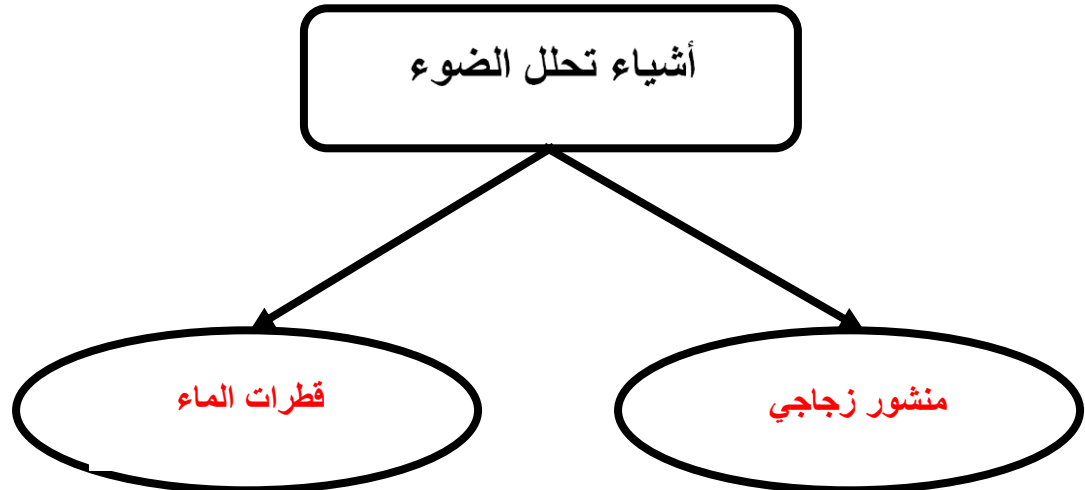 أشياء تحلل الضوء
منشور زجاجي
قطرات الماء